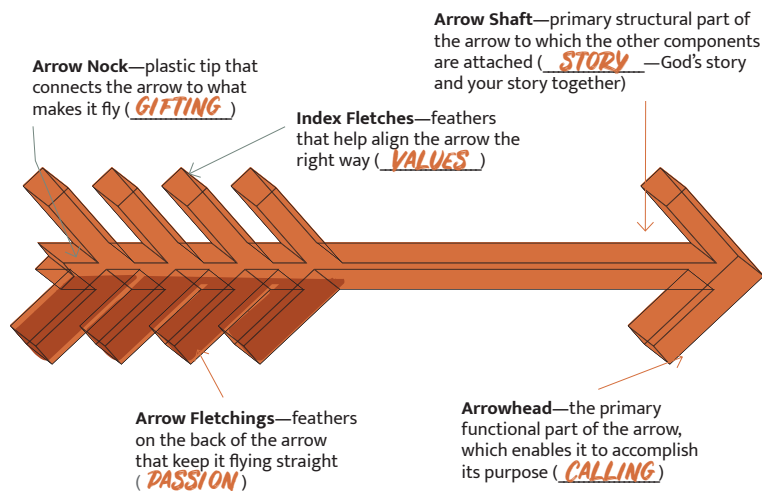 Arrow Shaft—primary structural part of
the arrow to which the other components
are attached (STORY—God's story
and your story together)
Arrow Nock—plastic tip that
connects the arrow to what
makes it fly (GIFTING)
Index Fletches—feathers
that help align the arrow the
right way (VALUES)
Arrow Fletchings—feathers
on the back of the arrow
that keep it flying straight
(PASSION)
Arrowhead—the primary
functional part of the arrow,
which enables it to accomplish
its purpose (CALLING)